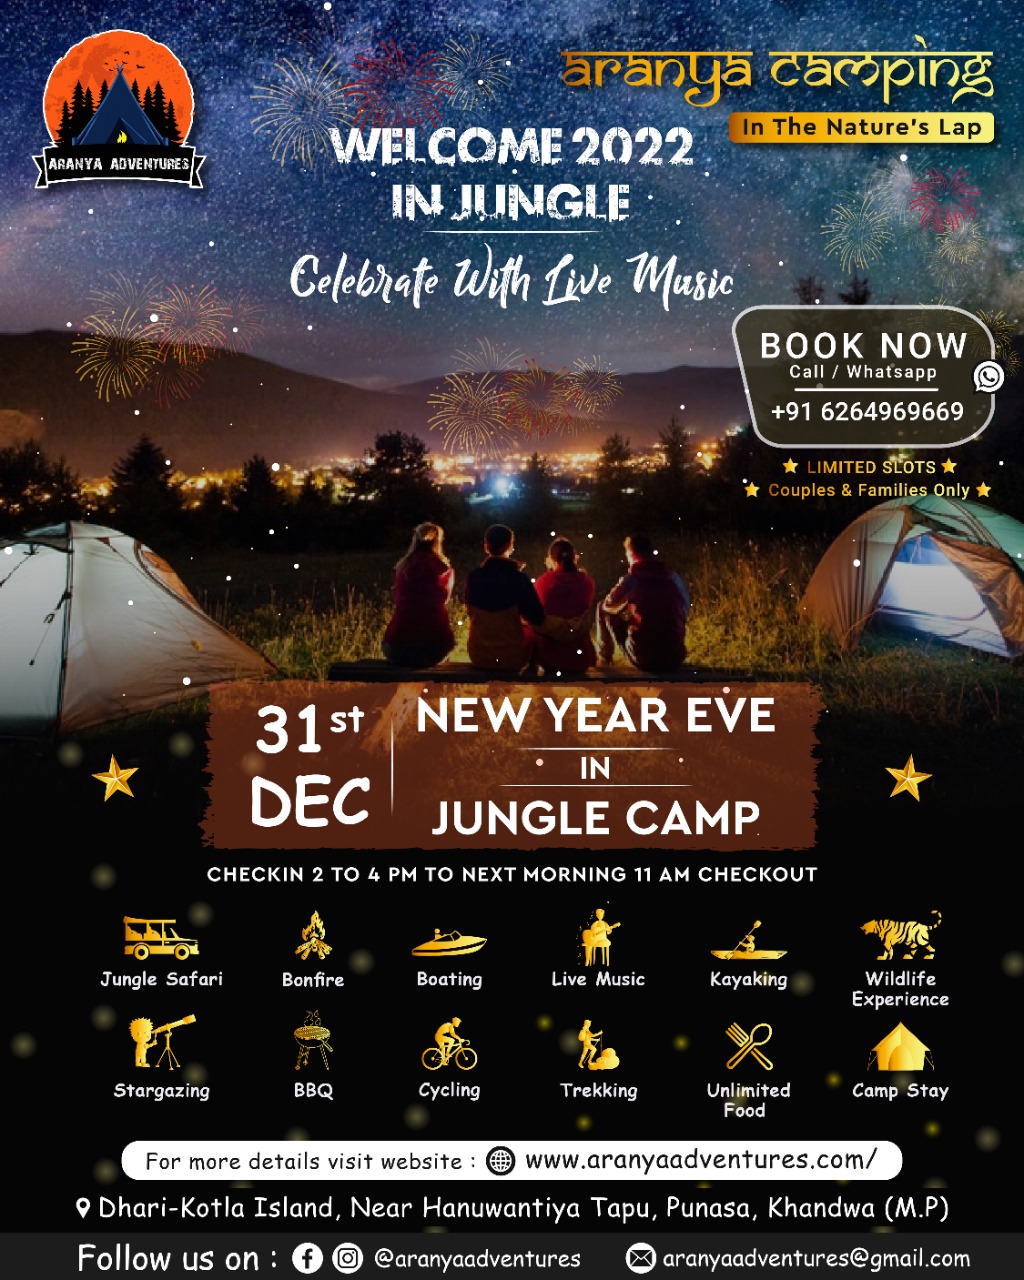 ARANYA ADVENTURES
aranya camping
In The Nature's Lap
WELCOME 2022
IN JUNGLE
Celebrate With Live Music
BOOK NOW
Call / Whatsapp
+91 6264969669
LIMITED SLOTS
Couples & Families Only
31st
DEC
NEW YEAR EVE
IN
JUNGLE CAMP
CHECKIN 2 TO 4 PM TO NEXT MORNING 11 AM CHECKOUT
Jungle Safari
Bonfire
Boating
Live Music
Kayaking
Wildlife
Experience
Stargazing
BBQ
Cycling
Trekking
Unlimited
Food
Camp Stay
For more details visit website : www.aranyaadventures.com/
Dhari-Kotla Island, Near Hanuwantiya Tapu, Punasa, Khandwa (M.P)
Follow us on : @aranyaadventures aranyaadventures@gmail.com